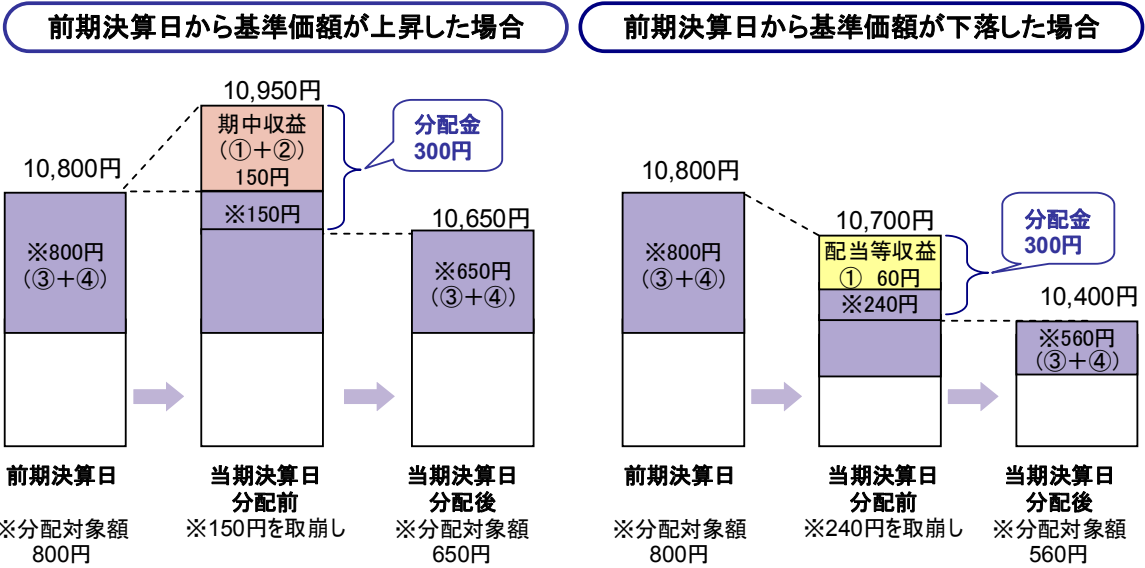 前期決算日から基準価額が上昇した場合
10,950円
期中収益
（①＋②）
150円
分配金
300円
10,800円
※150円
10,650円
※800円
（③＋④）
※650円
（③＋④）
前期決算日
当期決算日
分配前
当期決算日
分配後
※分配対象額
800円
※150円を取崩し
※分配対象額
650円
前期決算日から基準価額が下落した場合
10,800円
10,700円
分配金
300円
※800円
（③＋④）
配当等収益
① 60円
※240円
10,400円
※560円
（③＋④）
前期決算日
当期決算日
分配前
当期決算日
分配後
※分配対象額
800円
※240円を取崩し
※分配対象額
560円